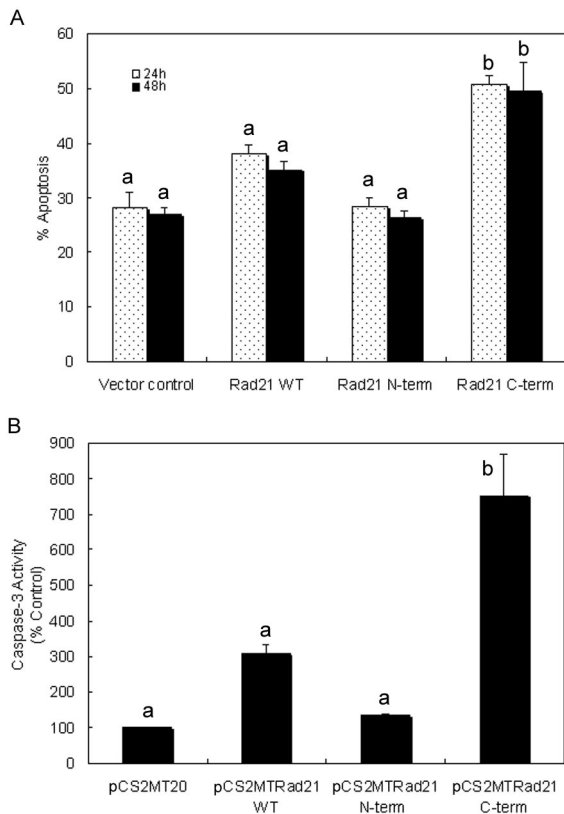 A
60
50
40
30
20
10
0
% Apoptosis
24h
48h
a a
a a
a a
b b
Vector control Rad21 WT Rad21 N-term Rad21 C-term
B
900
800
700
600
500
400
300
200
100
0
Caspase-3 Activity
(% Control)
a
a
a
b
pCS2MT20 pCS2MTRad21 pCS2MTRad21 pCS2MTRad21
WT N-term C-term